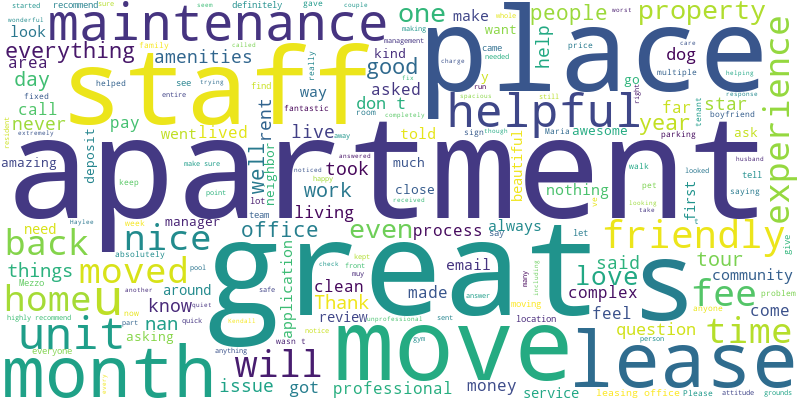 started
recommend
sure
seem
definitely
gave
couple
wonderful
look
maintenance
one
make
people
whole
worst
property
management
everything
family
called
making
want
help
area
amenities
kind
good
came
needed
price
care
dog
day
staff
place
helped
see
trying
really
asked
fix
charge
y
go
multiple
helping
experience
fixed
entire
find
way
run
spacious
still
right
response
call
fantastic
don t
helpful
far
star
tenant
boyfriend
never
pay
rent
room
completely
year
parking
extremely
went
lived
live
away
told
sign
though
Maria
awesome
ask
resident
deposit
apartment
well
neighbor
answered
beautiful
husband
amazing
make sure
noticed
took
much
nothing
walk
looked
tell
keep
point
happy
work
close
pet
saying
first
lot
living
received
looking
take
Haylee
week
manager
team
yet
need
back
nice
office
even
process
always
friendly
give
absolutely
say
let
things
moved
pool
application
check
front
kept
email
great
s
love
said
tour
community
Mezzo
another
around
safe
muy
clean
answer
many
including
complex
fee
problem
homeu
now
know
quiet
Thank
made
moving
feel
anyone
come
highly recommend
part
quick
kendall
notice
unprofessional
sent
location
question
time
unit
nan
review
asking
everyone
anything
wasn t
gym
move
person
lease
month
will
issue
got
professional
money
service
leasing office
Please
attitude
grounds
every